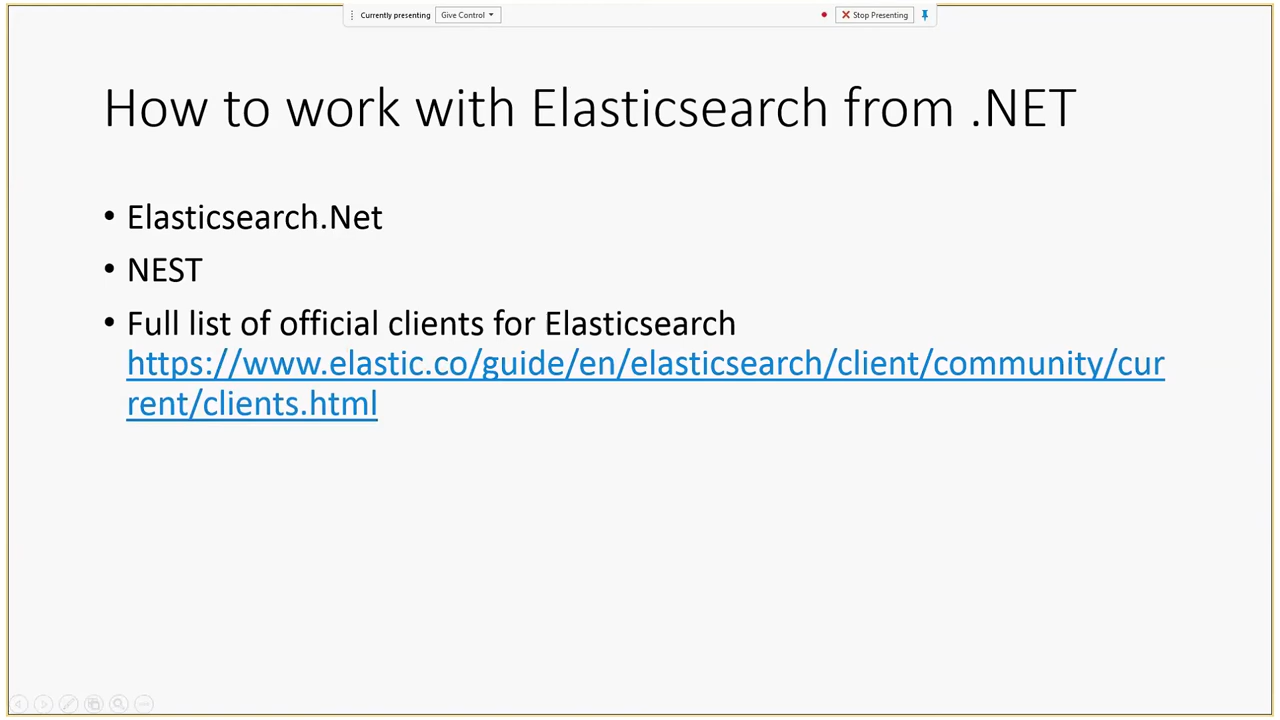 Currently presenting Give Control Stop Presenting
How to work with Elasticsearch from .NET
• Elasticsearch.Net
• NEST
• Full list of official clients for Elasticsearch
https://www.elastic.co/guide/en/elasticsearch/client/community/cur
rent/clients.html